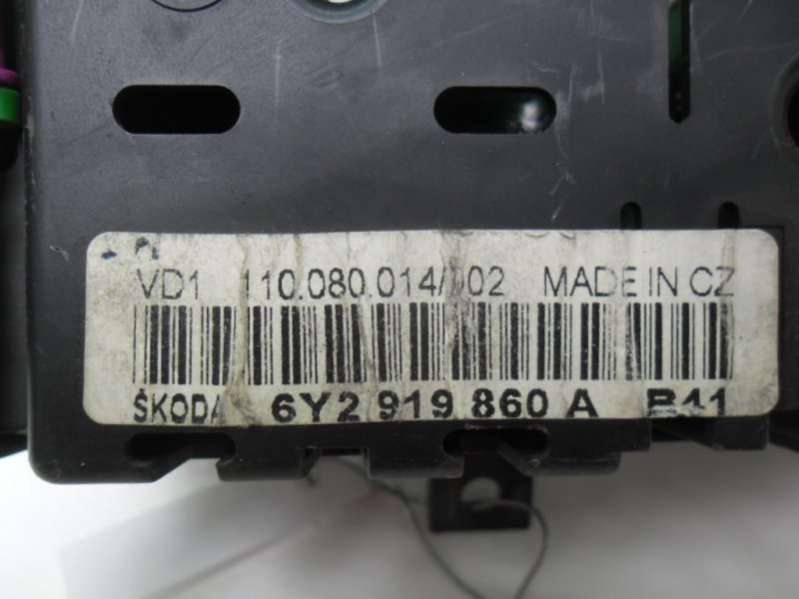 VD1 110.080.014/002 MADE IN CZ
ŠKODA 6Y2 919 860 A B41